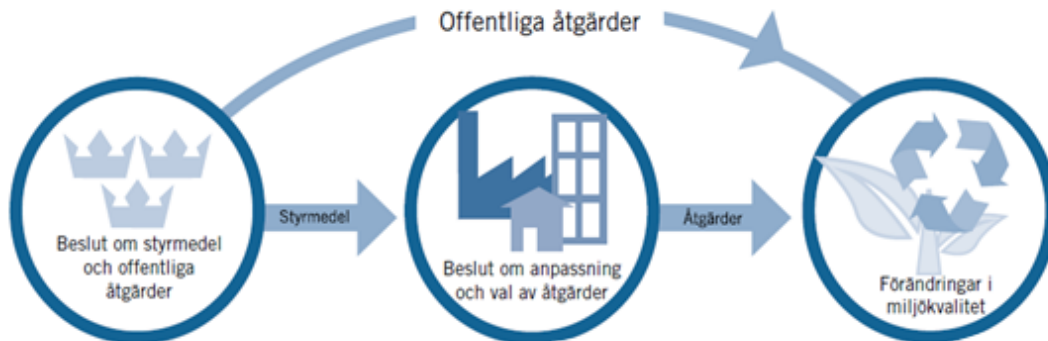 Offentliga åtgärder
Beslut om styrmedel
och offentliga
åtgärder
Styrmedel
Beslut om anpassning
och val av åtgärder
Åtgärder
Förändringar i
miljökvalitet